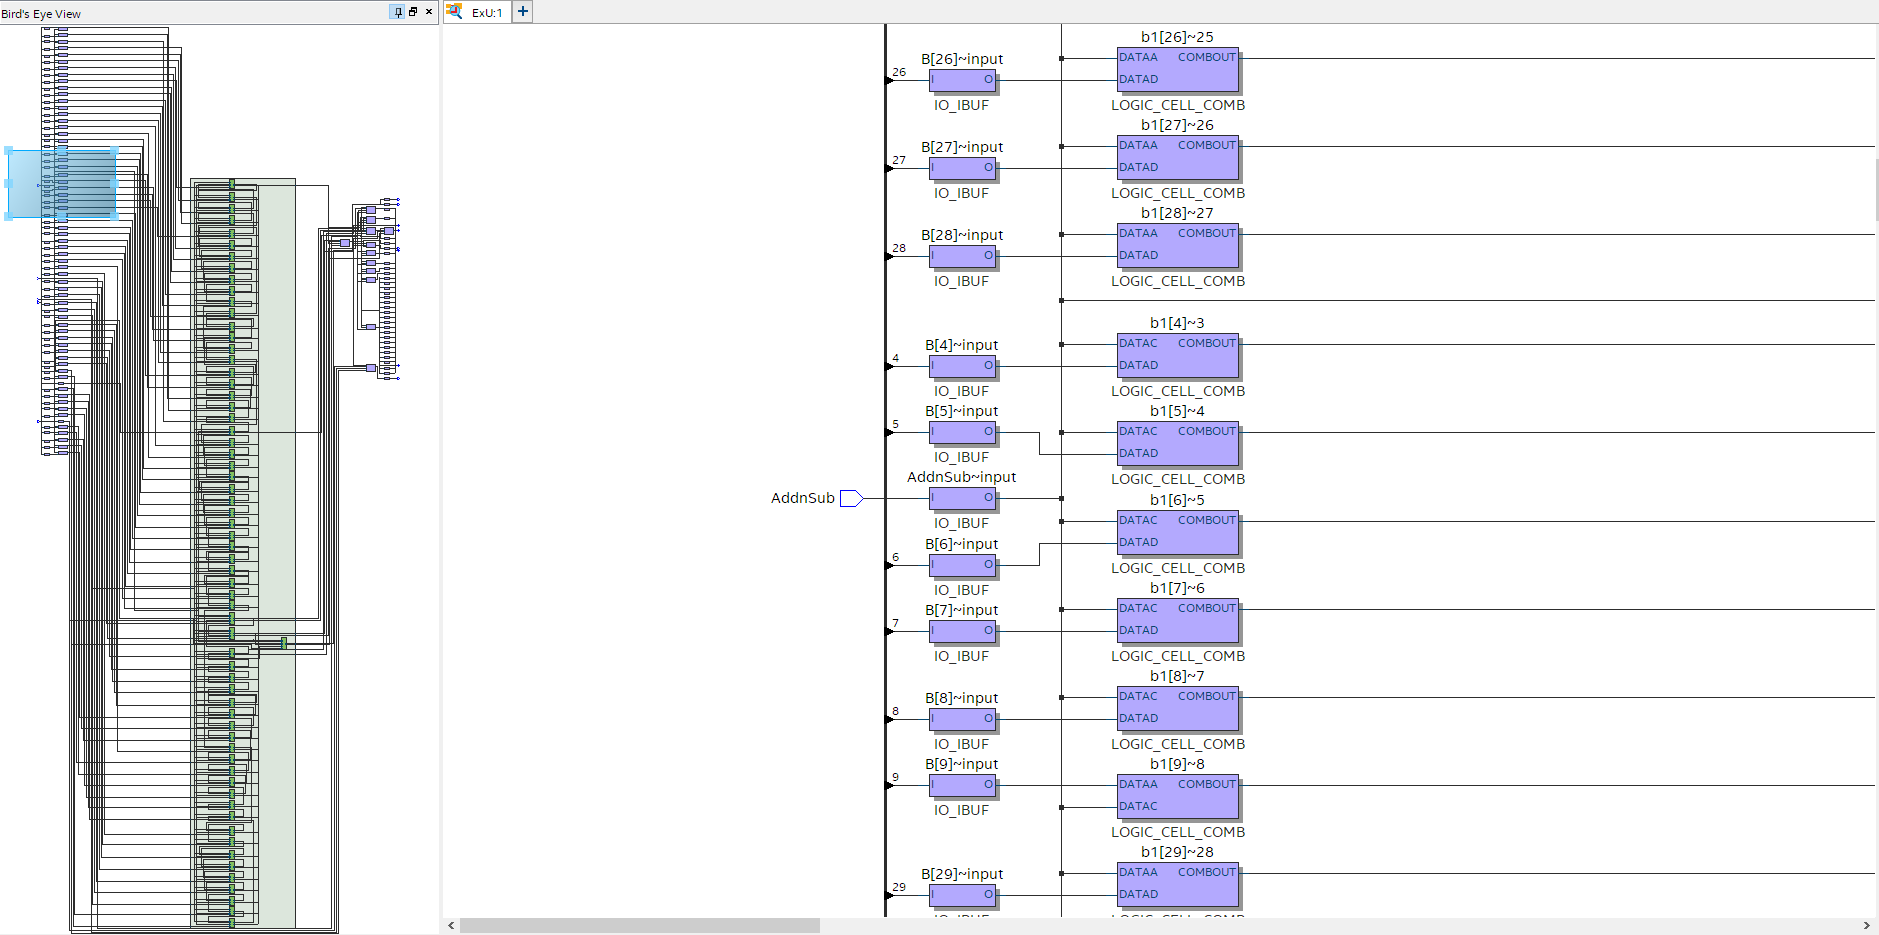 Bird's Eye View
ExU:1
b1[26]~25
B[26]~input
DATAA COMBOUT
26
I O
DATAD
IO_IBUF
LOGIC_CELL_COMB
b1[27]~26
B[27]~input
DATAA COMBOUT
27
I O
DATAD
IO_IBUF
LOGIC_CELL_COMB
b1[28]~27
B[28]~input
DATAA COMBOUT
28
I O
DATAD
IO_IBUF
LOGIC_CELL_COMB
b1[4]~3
B[4]~input
DATAC COMBOUT
4
I O
DATAD
IO_IBUF
LOGIC_CELL_COMB
B[5]~input
b1[5]~4
5
I O
DATAC COMBOUT
DATAD
IO_IBUF
LOGIC_CELL_COMB
AddnSub~input
AddnSub
I O
b1[6]~5
IO_IBUF
DATAC COMBOUT
B[6]~input
DATAD
6
I O
LOGIC_CELL_COMB
IO_IBUF
b1[7]~6
B[7]~input
DATAC COMBOUT
7
I O
DATAD
IO_IBUF
LOGIC_CELL_COMB
b1[8]~7
B[8]~input
DATAC COMBOUT
8
I O
DATAD
IO_IBUF
LOGIC_CELL_COMB
B[9]~input
b1[9]~8
9
I O
DATAA COMBOUT
DATAC
IO_IBUF
LOGIC_CELL_COMB
b1[29]~28
B[29]~input
DATAA COMBOUT
29
I O
DATAD